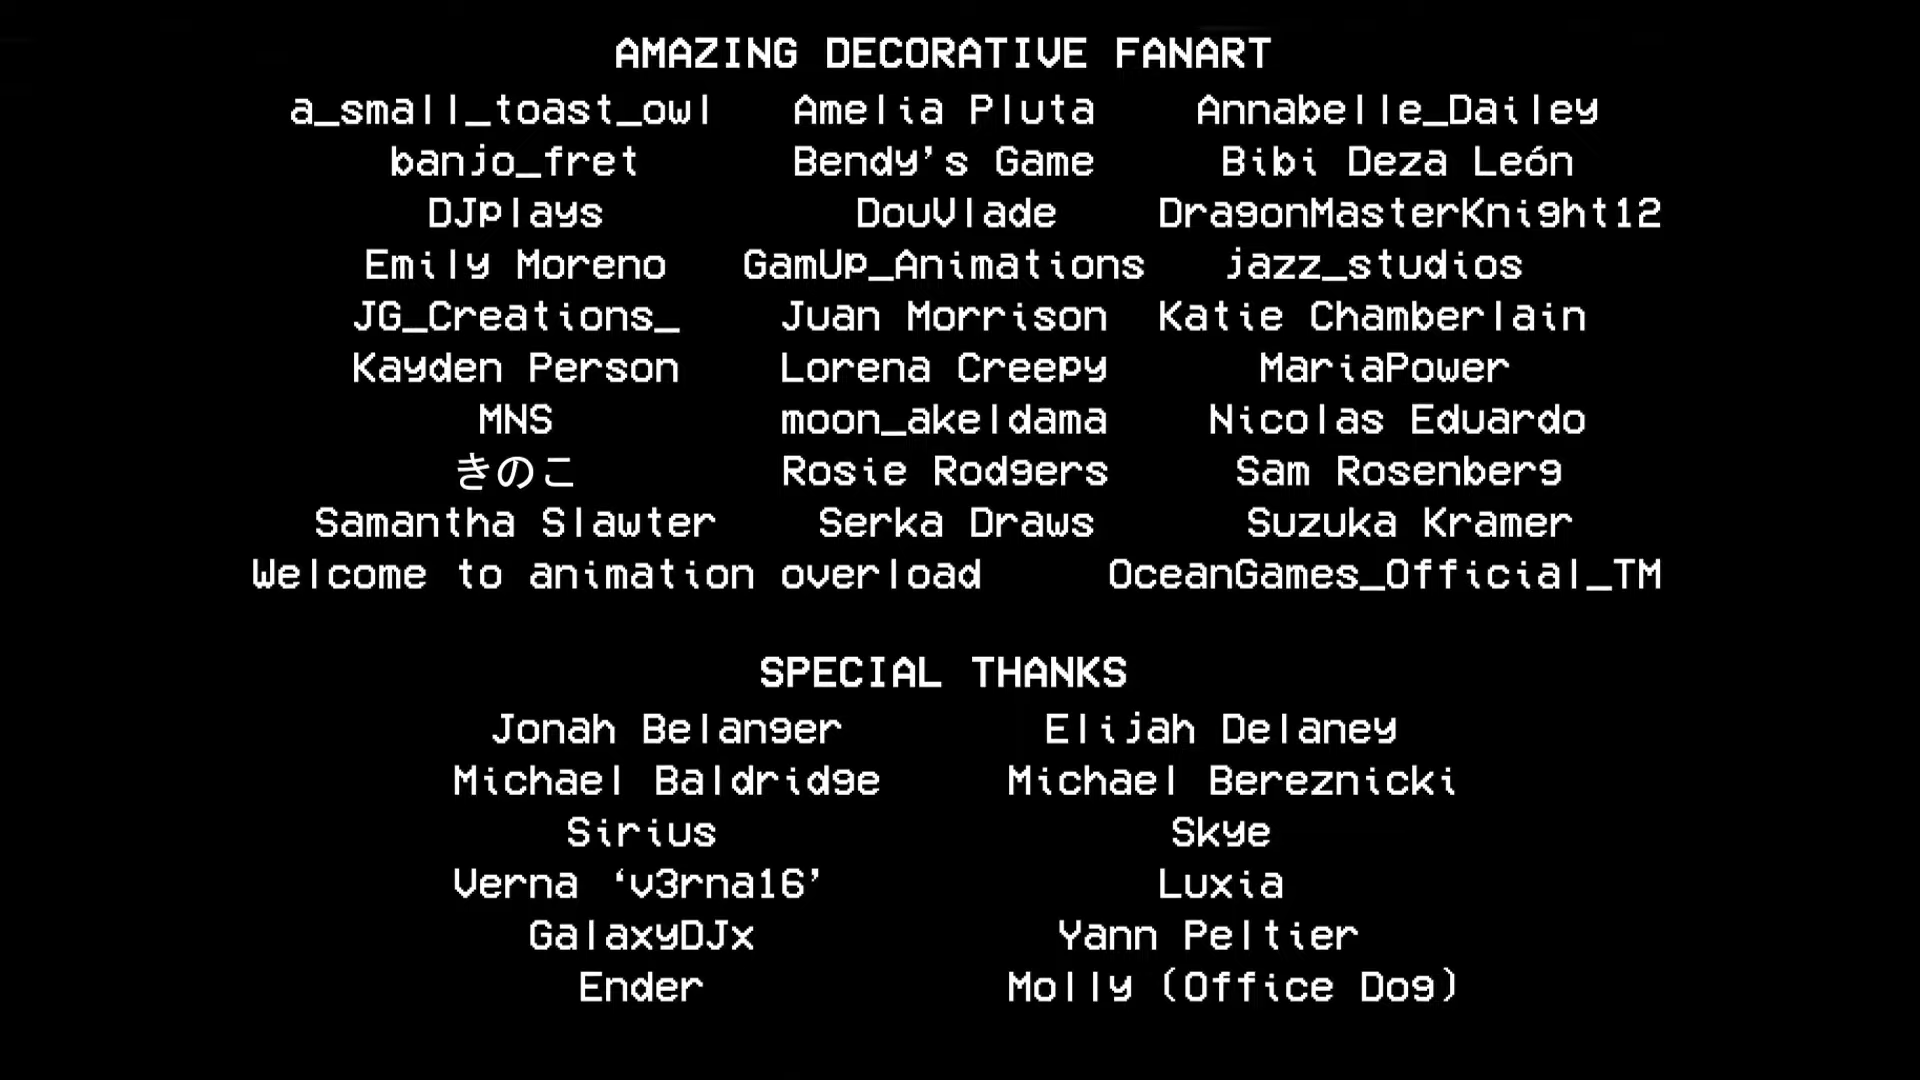 AMAZING DECORATIVE FANART
a_small_toast_owl Amelia Pluta Annabelle_Dailey
banjo_fret Bendy's Game Bibi Deza León
DJplays DouVlade DragonMasterKnight12
Emily Moreno GamUp_Animations jazz_studios
JG_Creations_ Juan Morrison Katie Chamberlain
Kayden Person Lorena Creepy MariaPower
MNS moon_akeldama Nicolas Eduardo
きのこ Rosie Rodgers Sam Rosenberg
Samantha Slawter Serka Draws Suzuka Kramer
Welcome to animation overload OceanGames_Official_TM
SPECIAL THANKS
Jonah Belanger Elijah Delaney
Michael Baldridge Michael Bereznicki
Sirius Skye
Verna ‘v3rna16’ Luxia
GalaxyDJx Yann Peltier
Ender Molly (Office Dog)